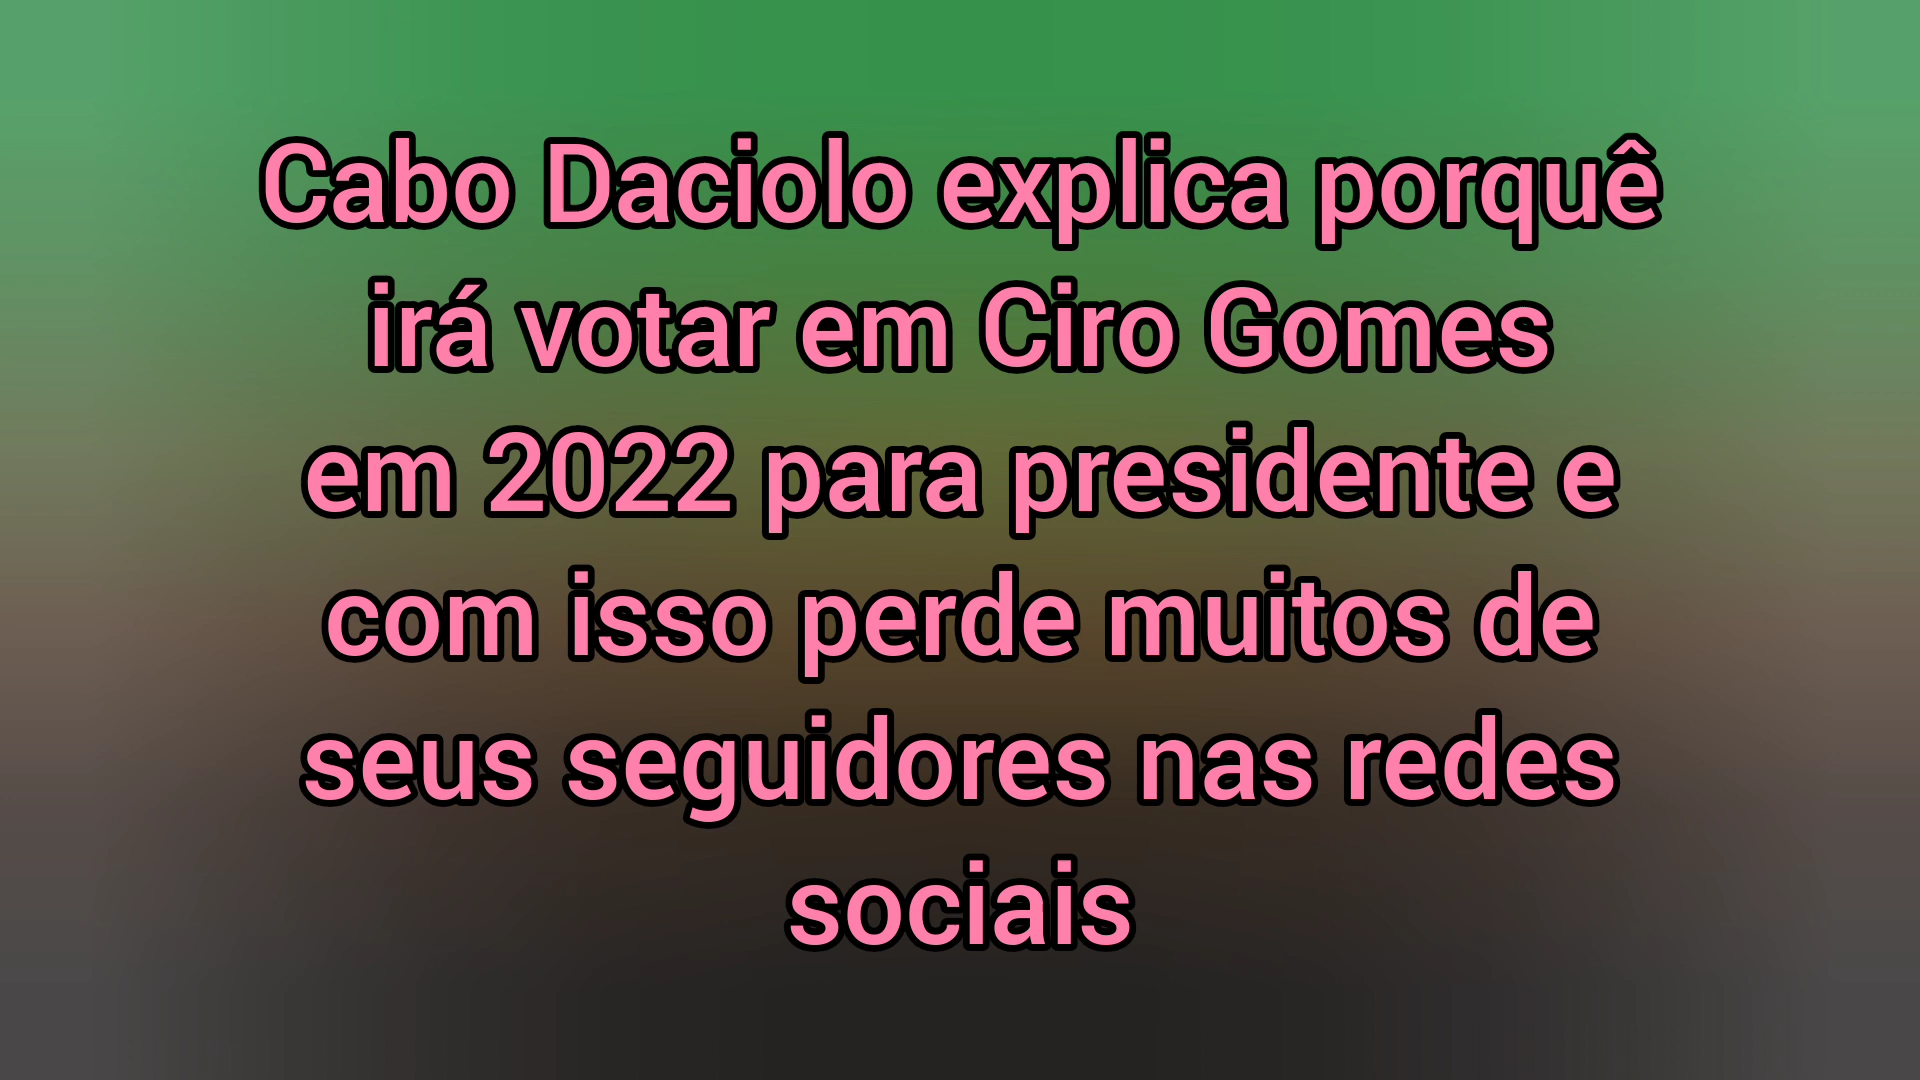 Cabo Daciolo explica porquê
irá votar em Ciro Gomes
em 2022 para presidente e
com isso perde muitos de
seus seguidores nas redes
sociais